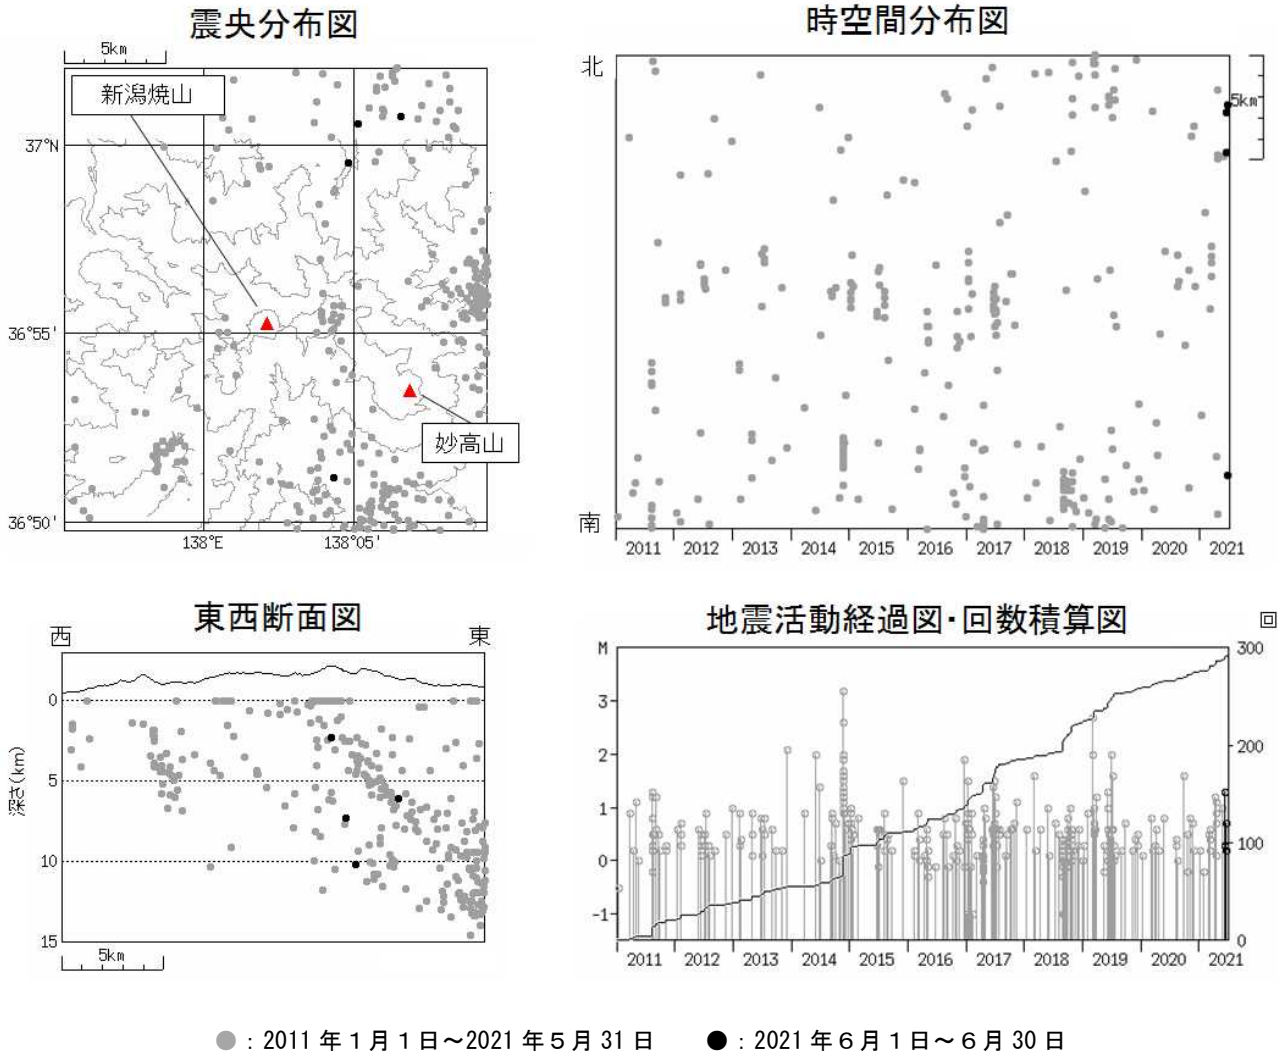 震央分布図
5km
新潟焼山
37°N
36°55'
妙高山
36°50'
138°E
138°05'
時空間分布図
北
5km
南
2011 2012 2013 2014 2015 2016 2017 2018 2019 2020 2021
東西断面図
西
東
0
5
10
15
深さ(km)
5km
地震活動経過図・回数積算図
回
M
300
3
2
200
1
0
100
-1
0
2011 2012 2013 2014 2015 2016 2017 2018 2019 2020 2021
●：2011年1月1日～2021年5月31日 ●：2021年6月1日～6月30日